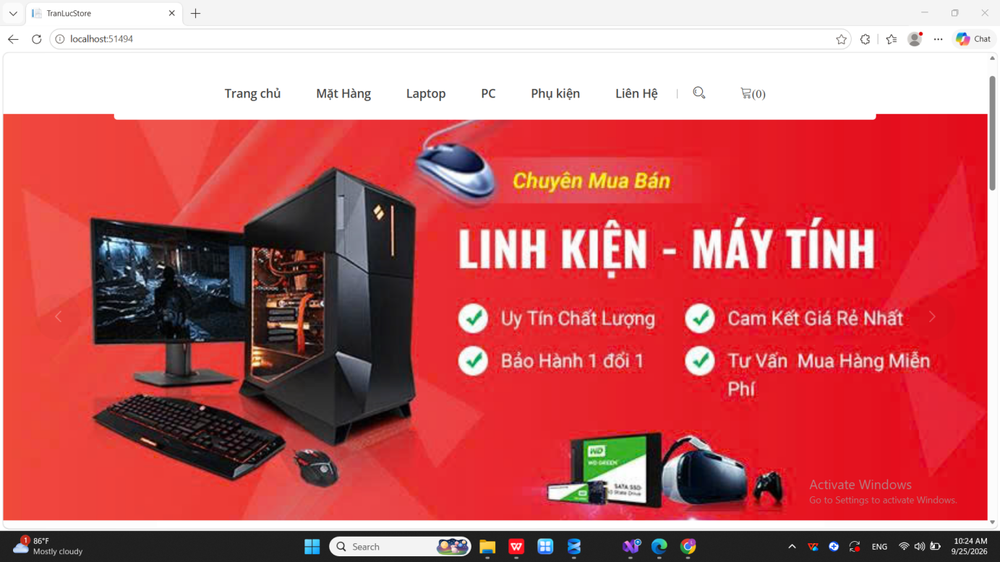 TranLucStore
localhost:51494
Chat
Trang chủ
Mặt Hàng
Laptop
PC
Phụ kiện
Liên Hệ
(0)
Chuyên Mua Bán
LINH KIỆN - MÁY TÍNH
Uy Tín Chất Lượng
Cam Kết Giá Rẻ Nhất
Bảo Hành 1 đổi 1
Tư Vấn Mua Hàng Miễn
Phí
WD
WD GREEN
SATA SSD
Activate Windows
Go to Settings to activate Windows.
1
86°F
Mostly cloudy
Search
ENG
10:24 AM
9/25/2026